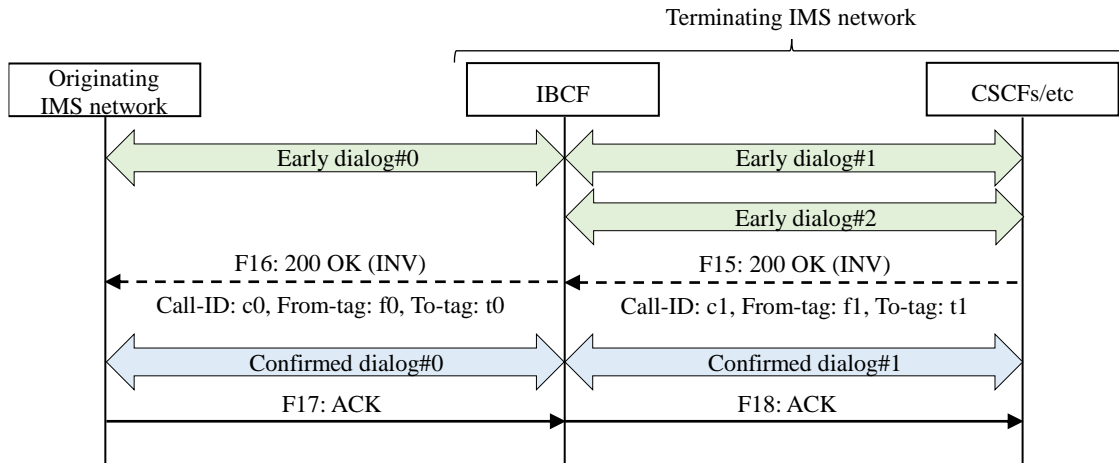 Terminating IMS network
Originating
IMS network
IBCF
CSCFs/etc
Early dialog#0
Early dialog#1
Early dialog#2
F16: 200 OK (INV)
F15: 200 OK (INV)
Call-ID: c0, From-tag: f0, To-tag: t0
Call-ID: c1, From-tag: f1, To-tag: t1
Confirmed dialog#0
Confirmed dialog#1
F17: ACK
F18: ACK